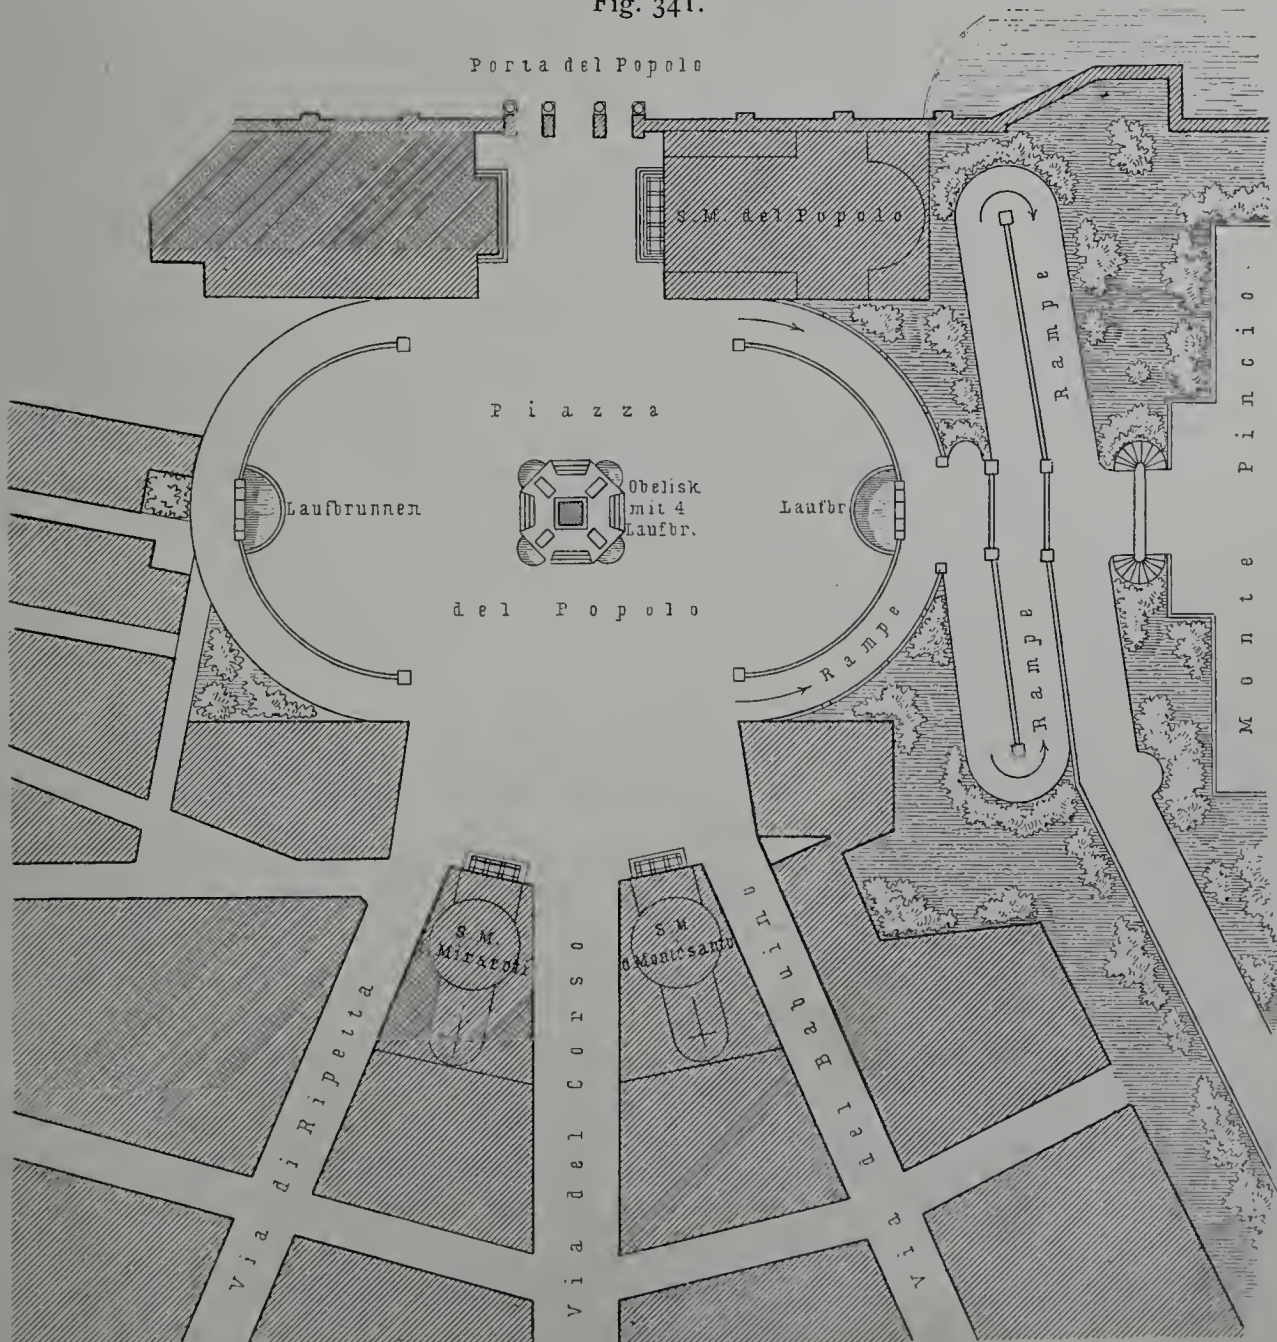 Fig. 341.
Porta del Popolo
S. M. del Popolo
Rampe
Piazza
Monte Pincio.
Laufbrunnen
Obelisk
mit 4
Laufbr.
Laufbr
del Popolo
Rampe
Rampe
S. M.
S. M.
Via di Ripetta
Via del Corso
Via del Babuino